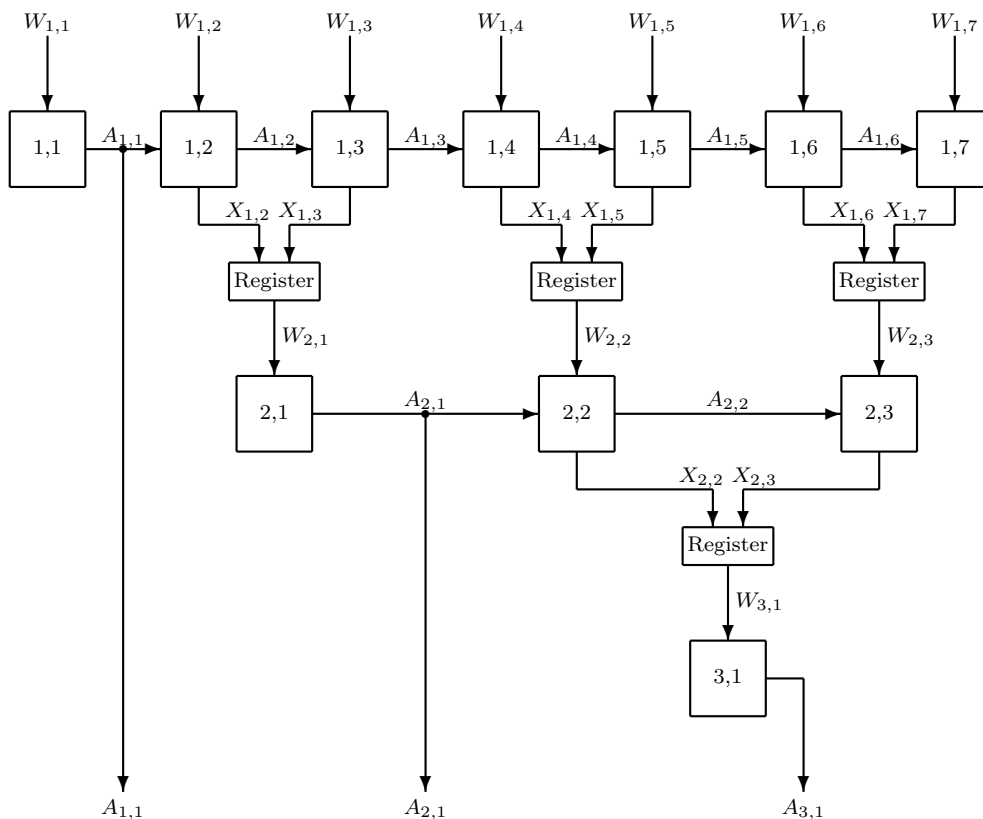 W1,1 W1,2 W1,3 W1,4 W1,5 W1,6 W1,7
A1,1 A1,2 A1,3 A1,4 A1,5 A1,6
1,1 1,2 1,3 1,4 1,5 1,6 1,7
X1,2 X1,3 X1,4 X1,5 X1,6 X1,7
Register Register Register
W2,1 W2,2 W2,3
A2,1 A2,2
2,1 2,2 2,3
X2,2 X2,3
Register
W3,1
3,1
A1,1 A2,1 A3,1